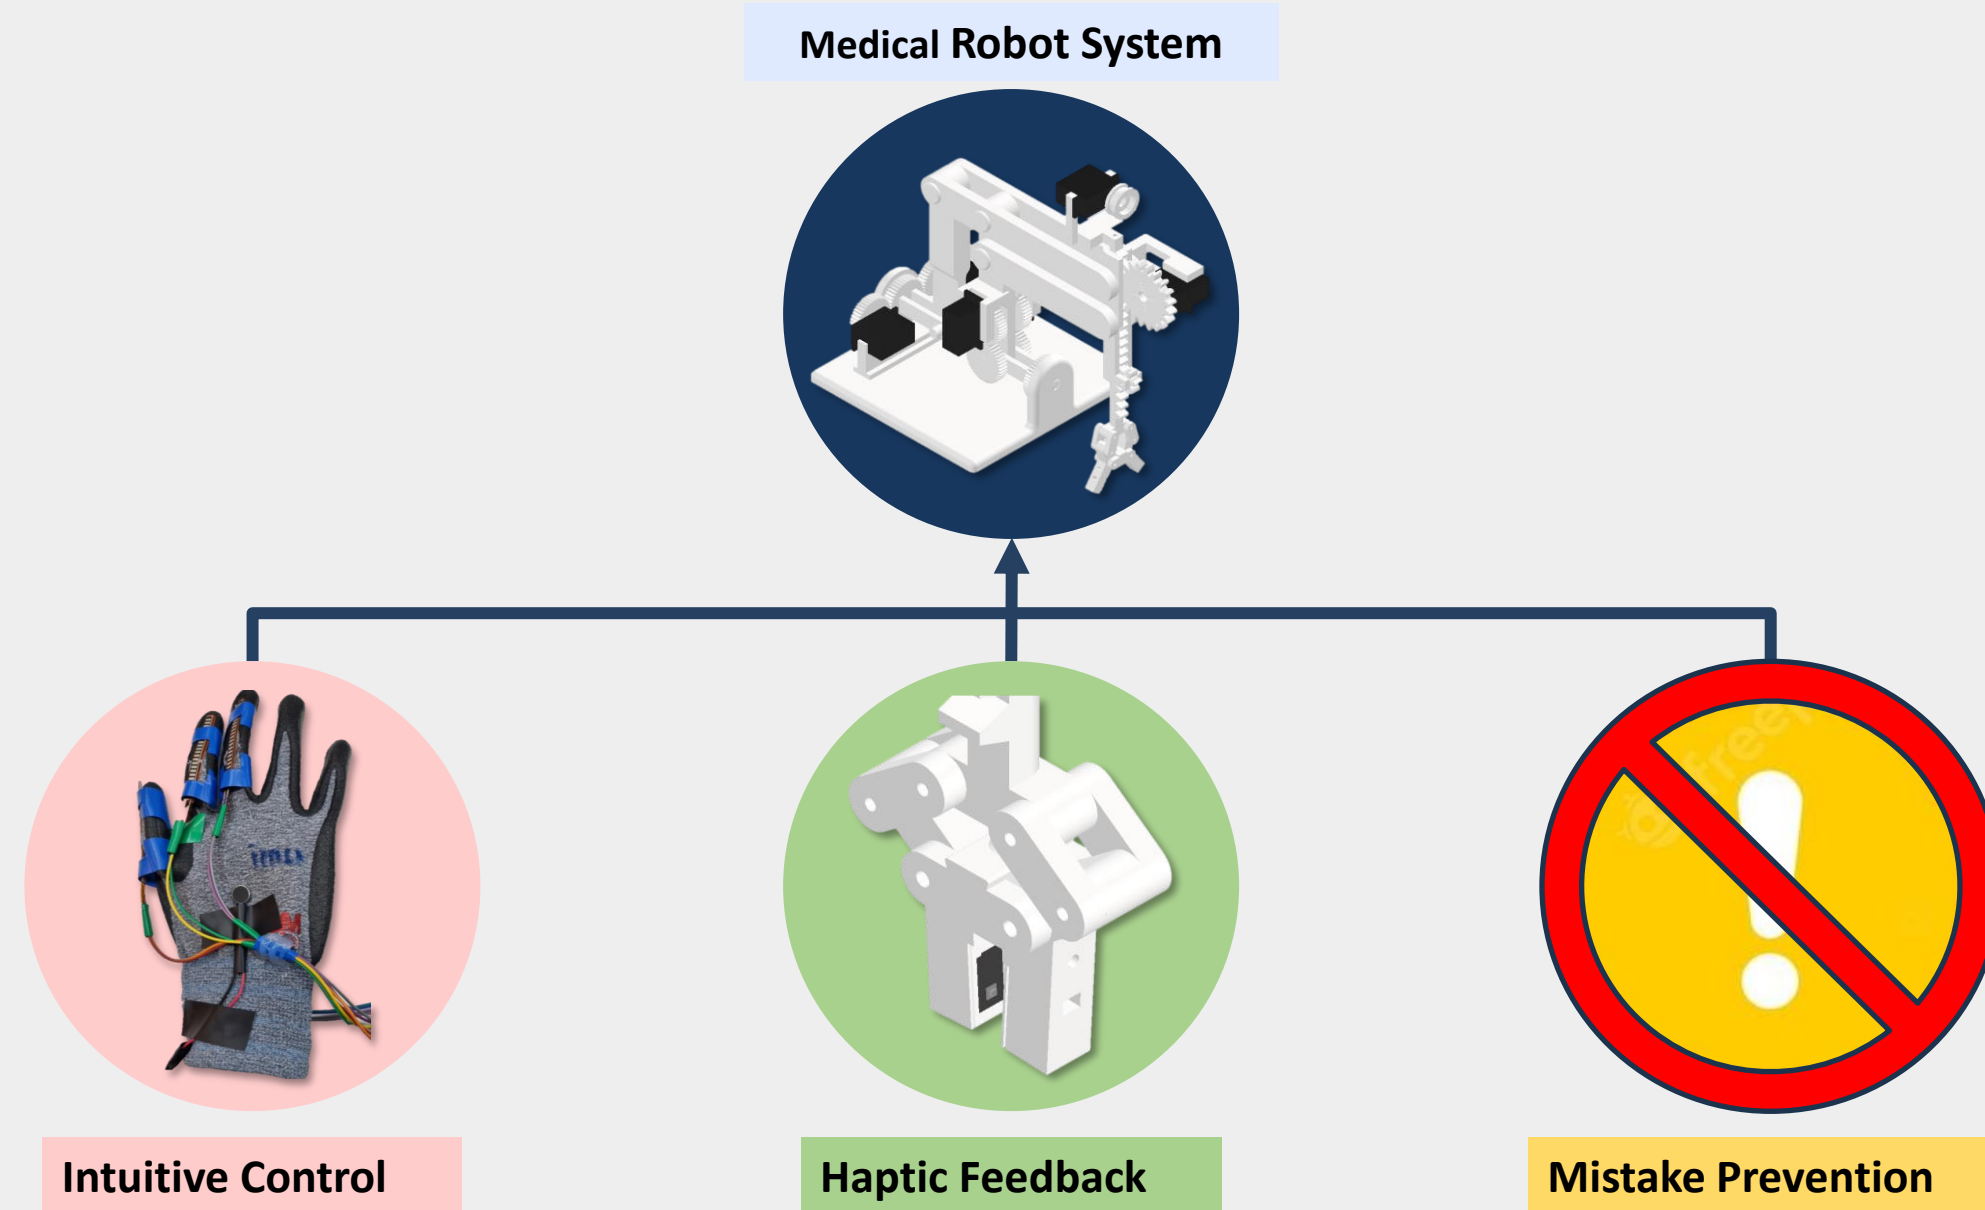 Medical Robot System
Intuitive Control
Haptic Feedback
Mistake Prevention